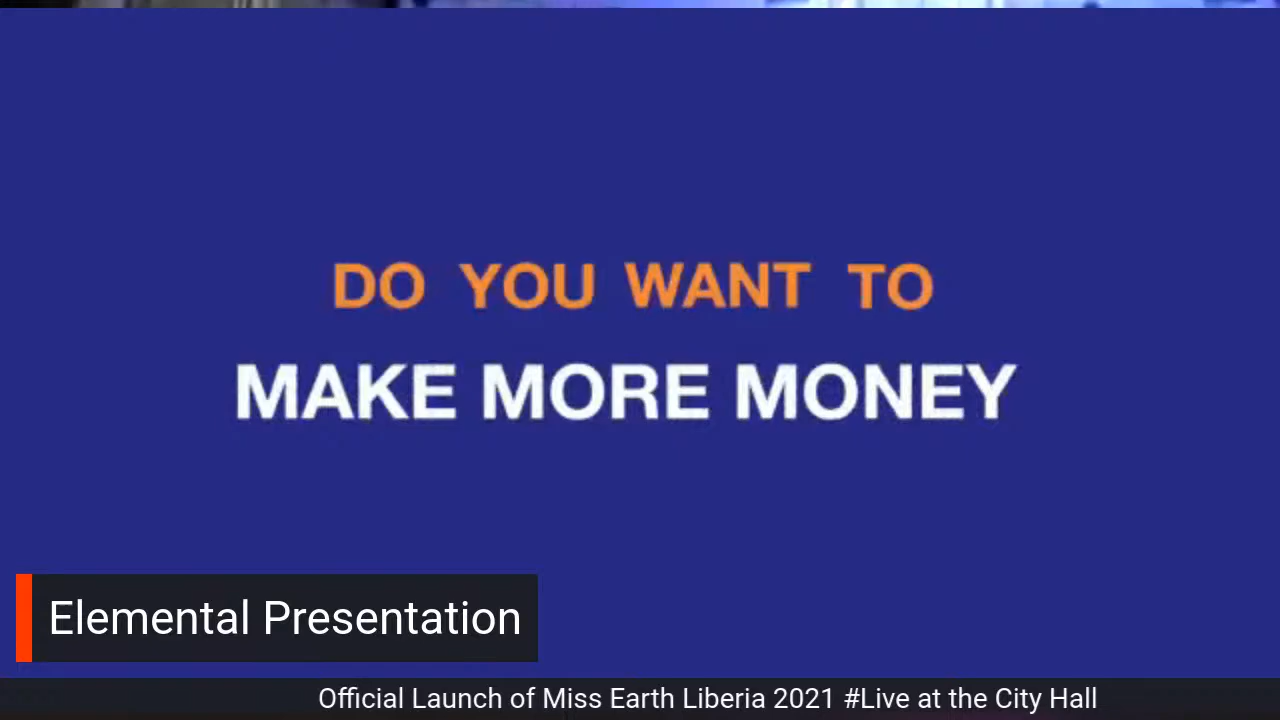 DO YOU WANT TO
MAKE MORE MONEY
Elemental Presentation
Official Launch of Miss Earth Liberia 2021 #Live at the City Hall